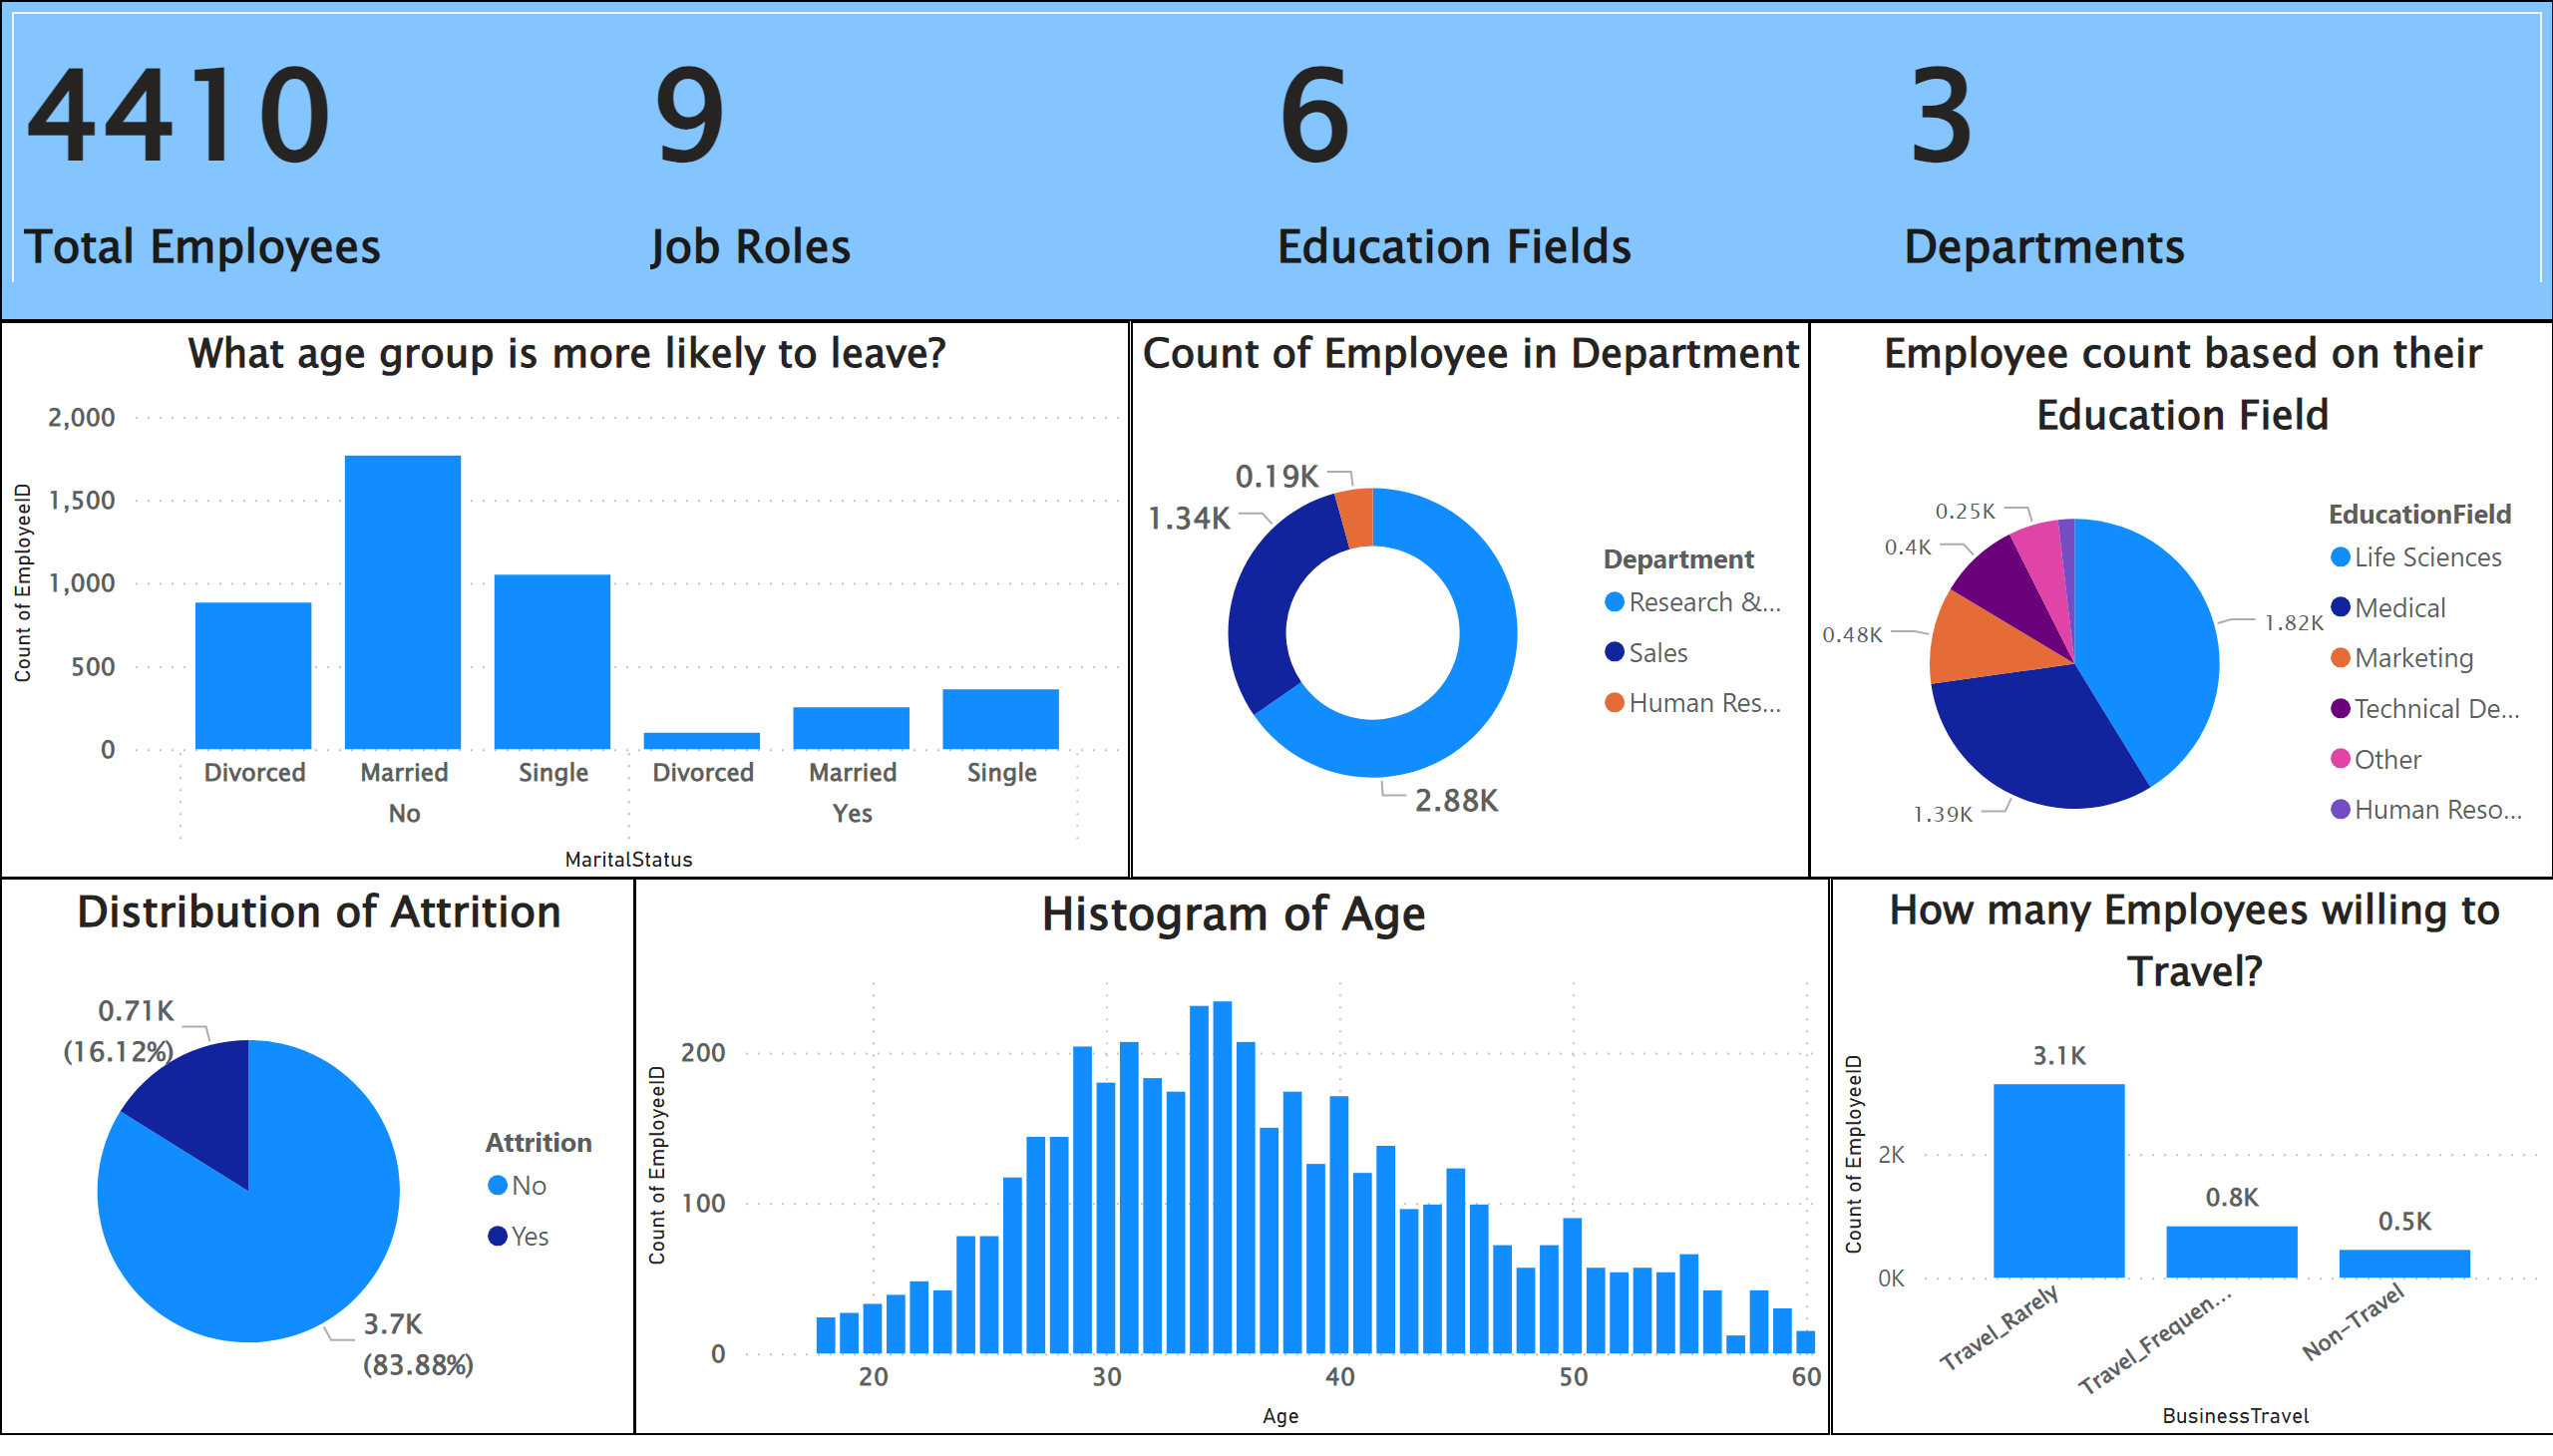 4410
Total Employees
9
Job Roles
6
Education Fields
3
Departments
What age group is more likely to leave?
Count of EmployeeID
2,000
1,500
1,000
500
0
Divorced
Married
Single
Divorced
Married
Single
No
Yes
MaritalStatus
Count of Employee in Department
0.19K
1.34K
2.88K
Department
Research &...
Sales
Human Res...
Employee count based on their
Education Field
0.25K
0.4K
0.48K
1.39K
1.82K
EducationField
Life Sciences
Medical
Marketing
Technical De...
Other
Human Reso...
Distribution of Attrition
0.71K
(16.12%)
3.7K
(83.88%)
Attrition
No
Yes
Histogram of Age
Count of EmployeeID
200
100
0
20
30
40
50
60
Age
How many Employees willing to
Travel?
Count of EmployeeID
2K
0K
3.1K
0.8K
0.5K
Travel_Rarely
Travel_Frequen...
Non-Travel
BusinessTravel